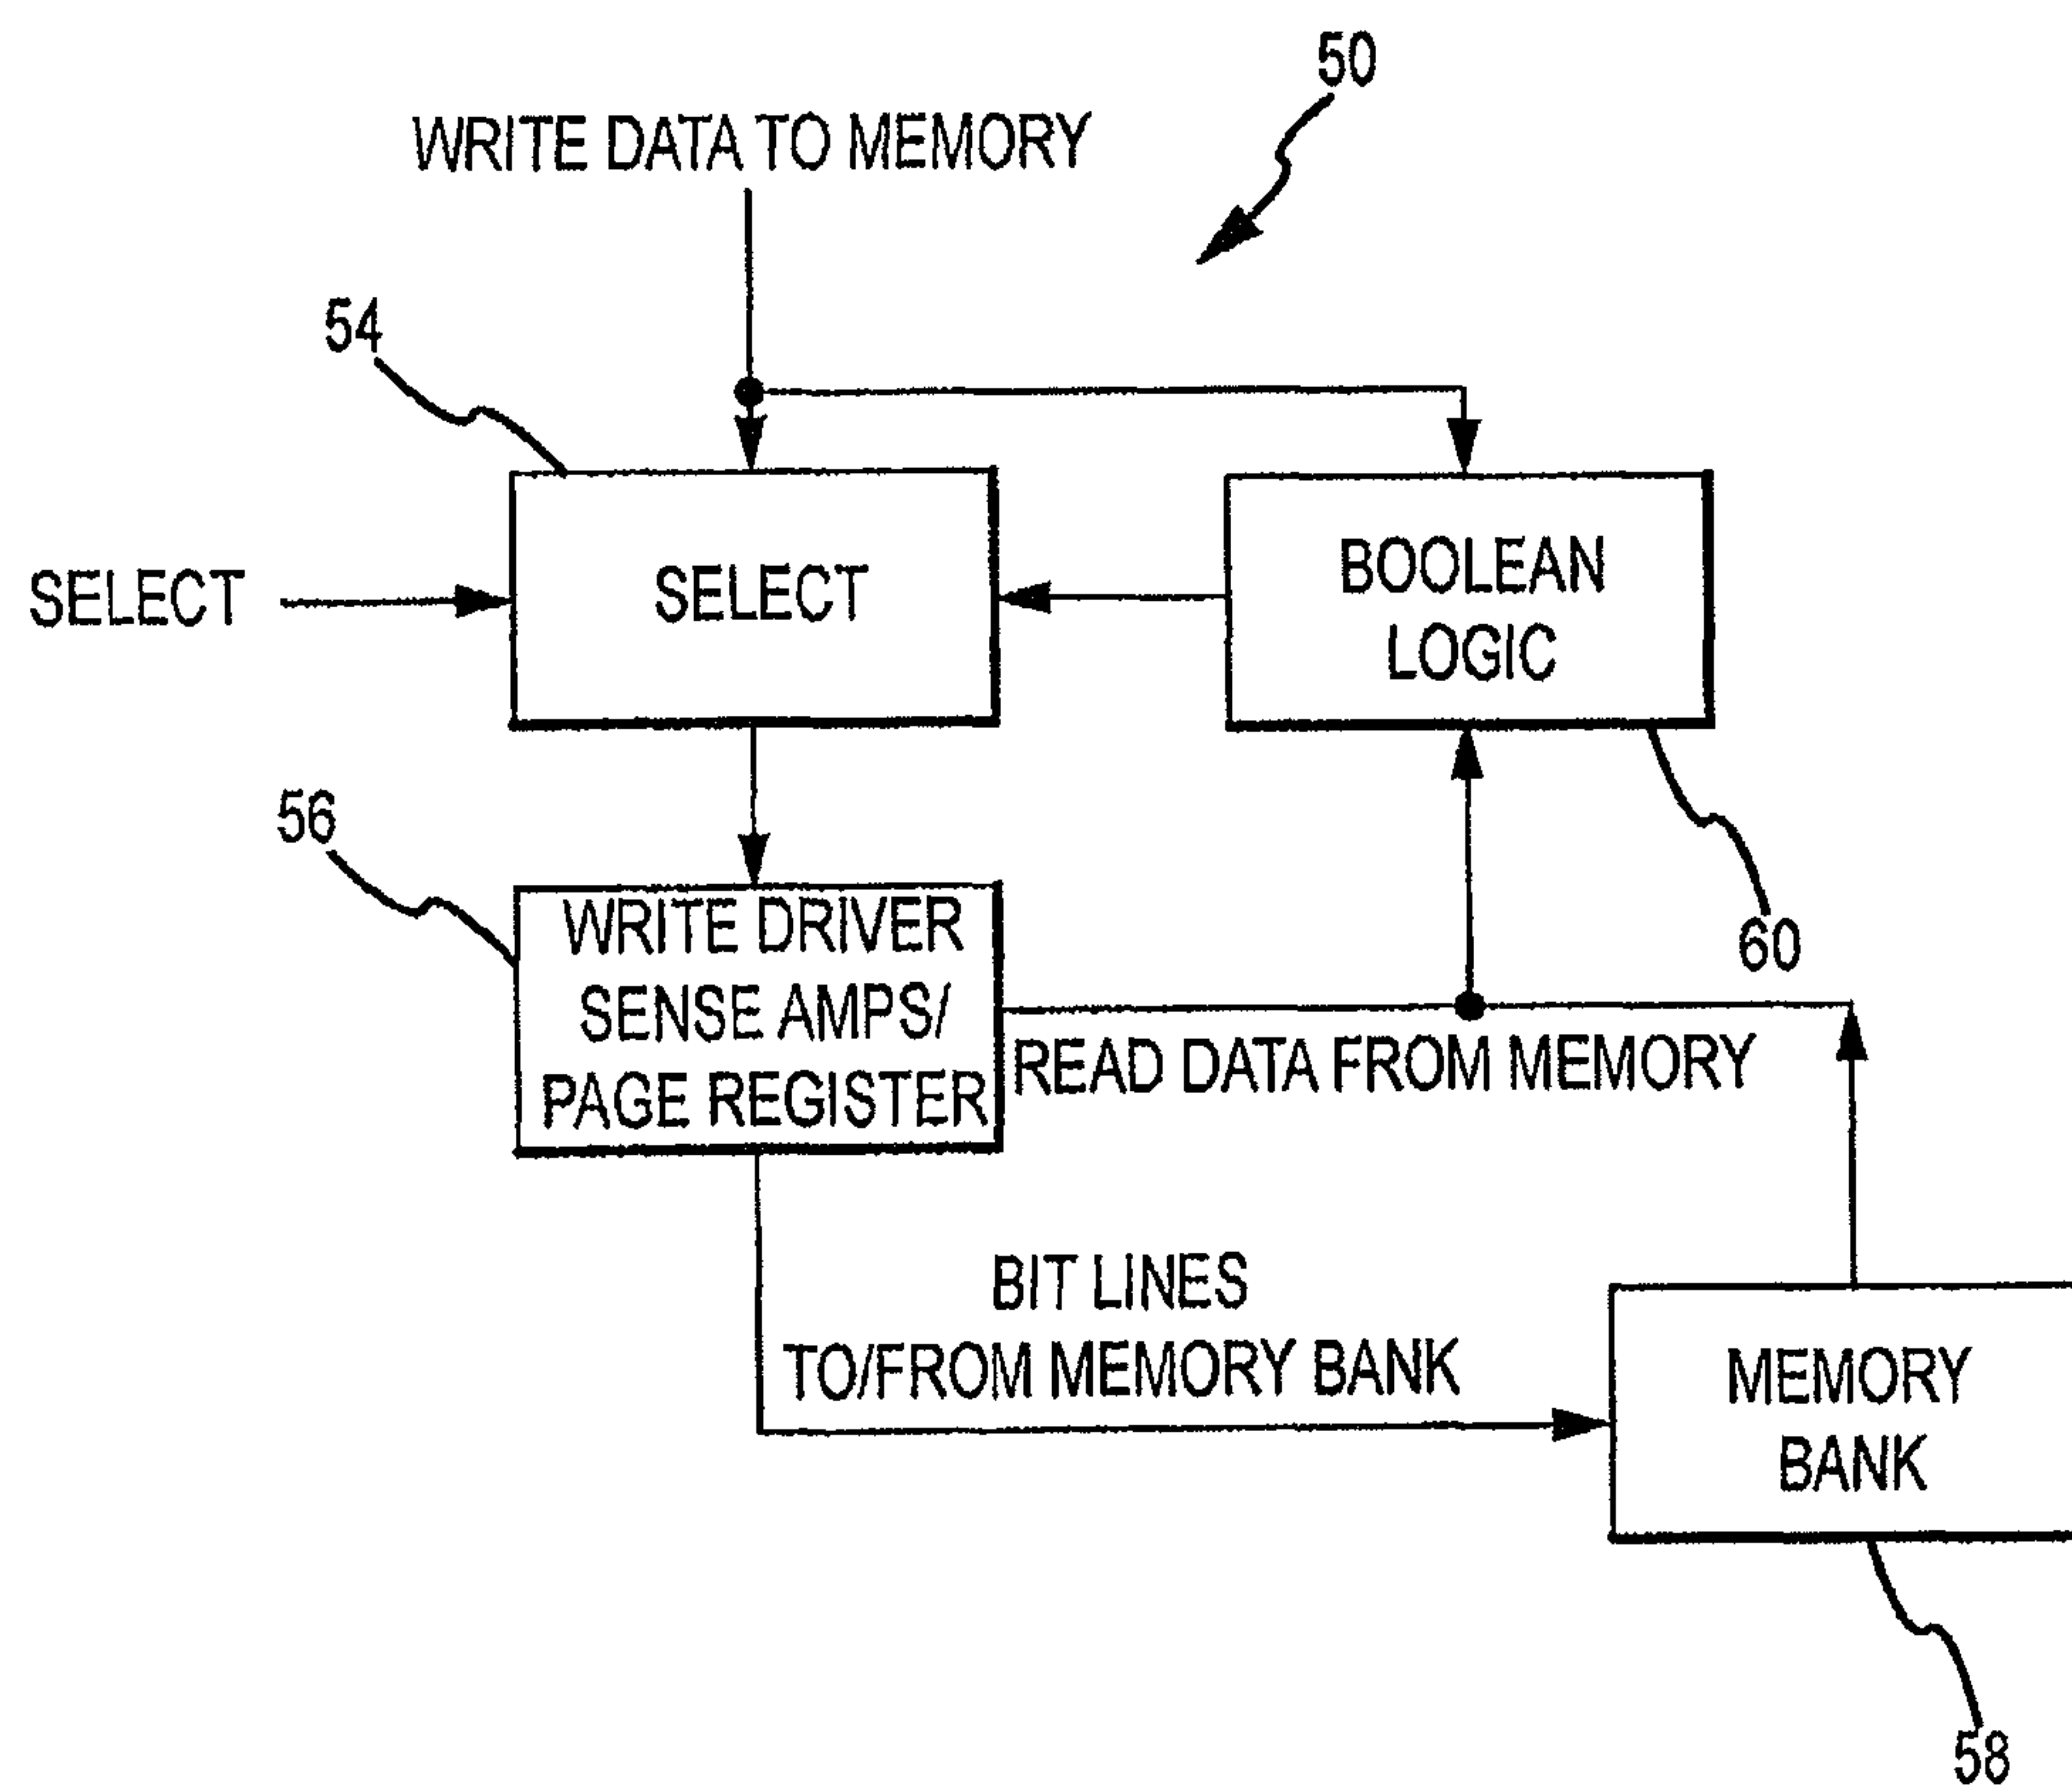 50
WRITE DATA TO MEMORY
54
SELECT
SELECT
BOOLEAN
LOGIC
56
WRITE DRIVER
SENSE AMPS/
PAGE REGISTER
60
READ DATA FROM MEMORY
BIT LINES
TO/FROM MEMORY BANK
MEMORY
BANK
58